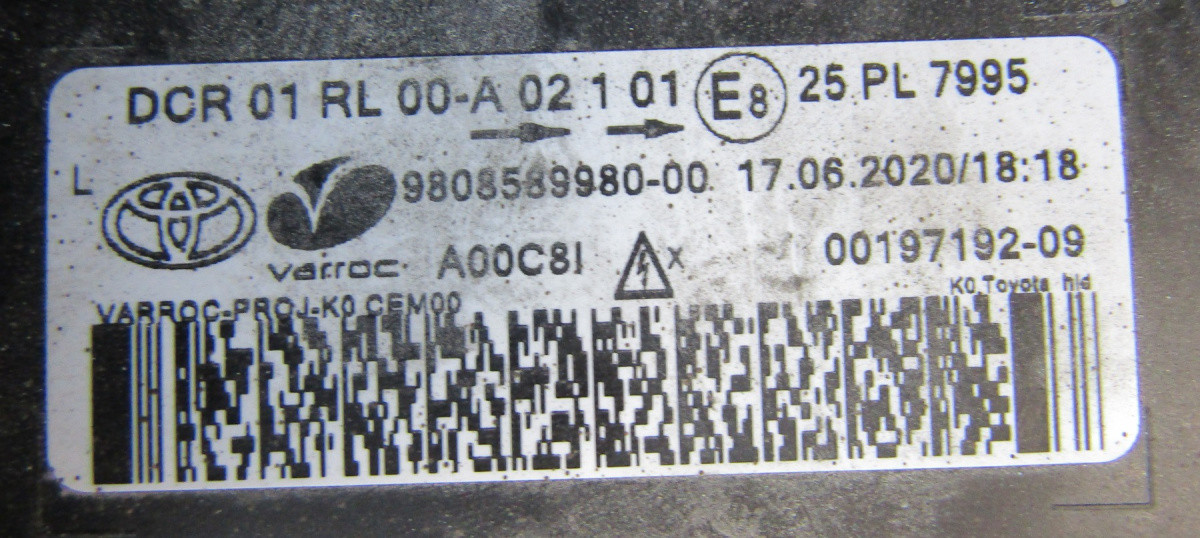 DCR 01 RL 00-A 02 1 01 E8 25 PL 7995
L 9808589980-00 17.06.2020/18:18
varroc A00C8I X 00197192-09
K0 Toyota hld
VARROC-PROJ-K0 CEM00